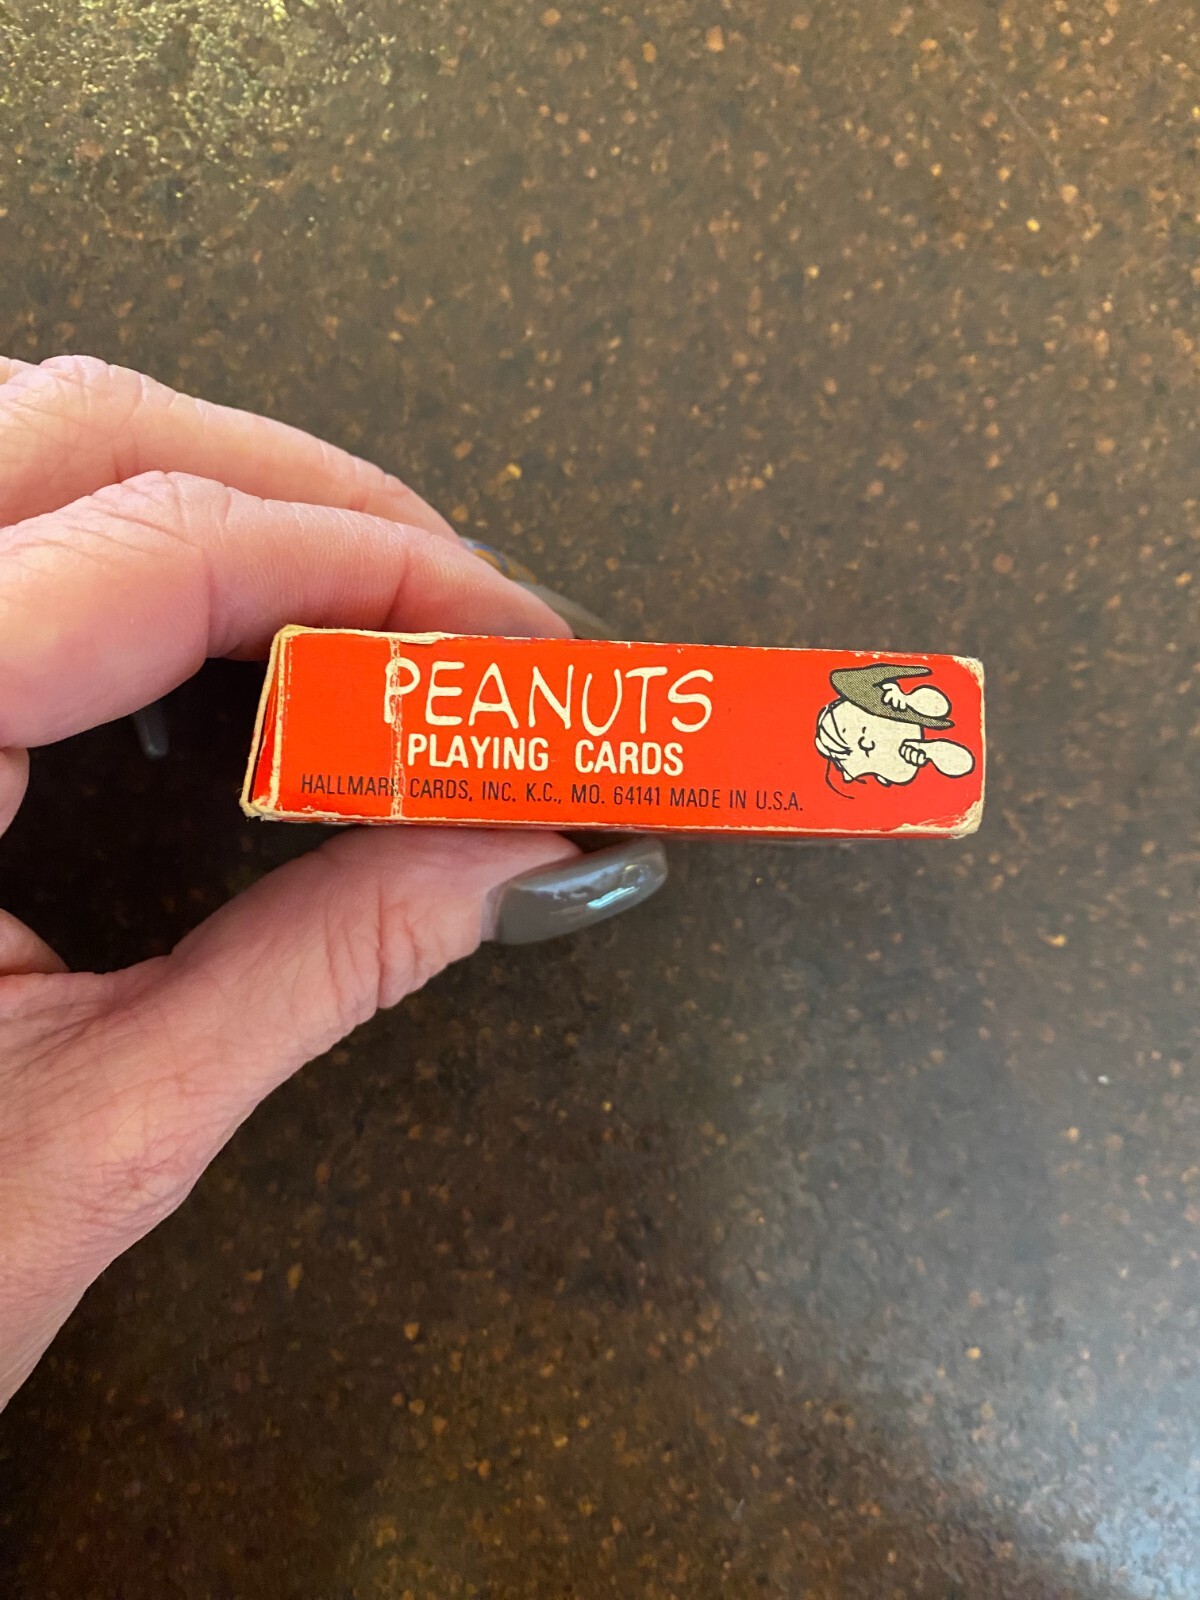 PEANUTS
PLAYING CARDS
HALLMARK CARDS, INC. K.C., MO. 64141 MADE IN U.S.A.